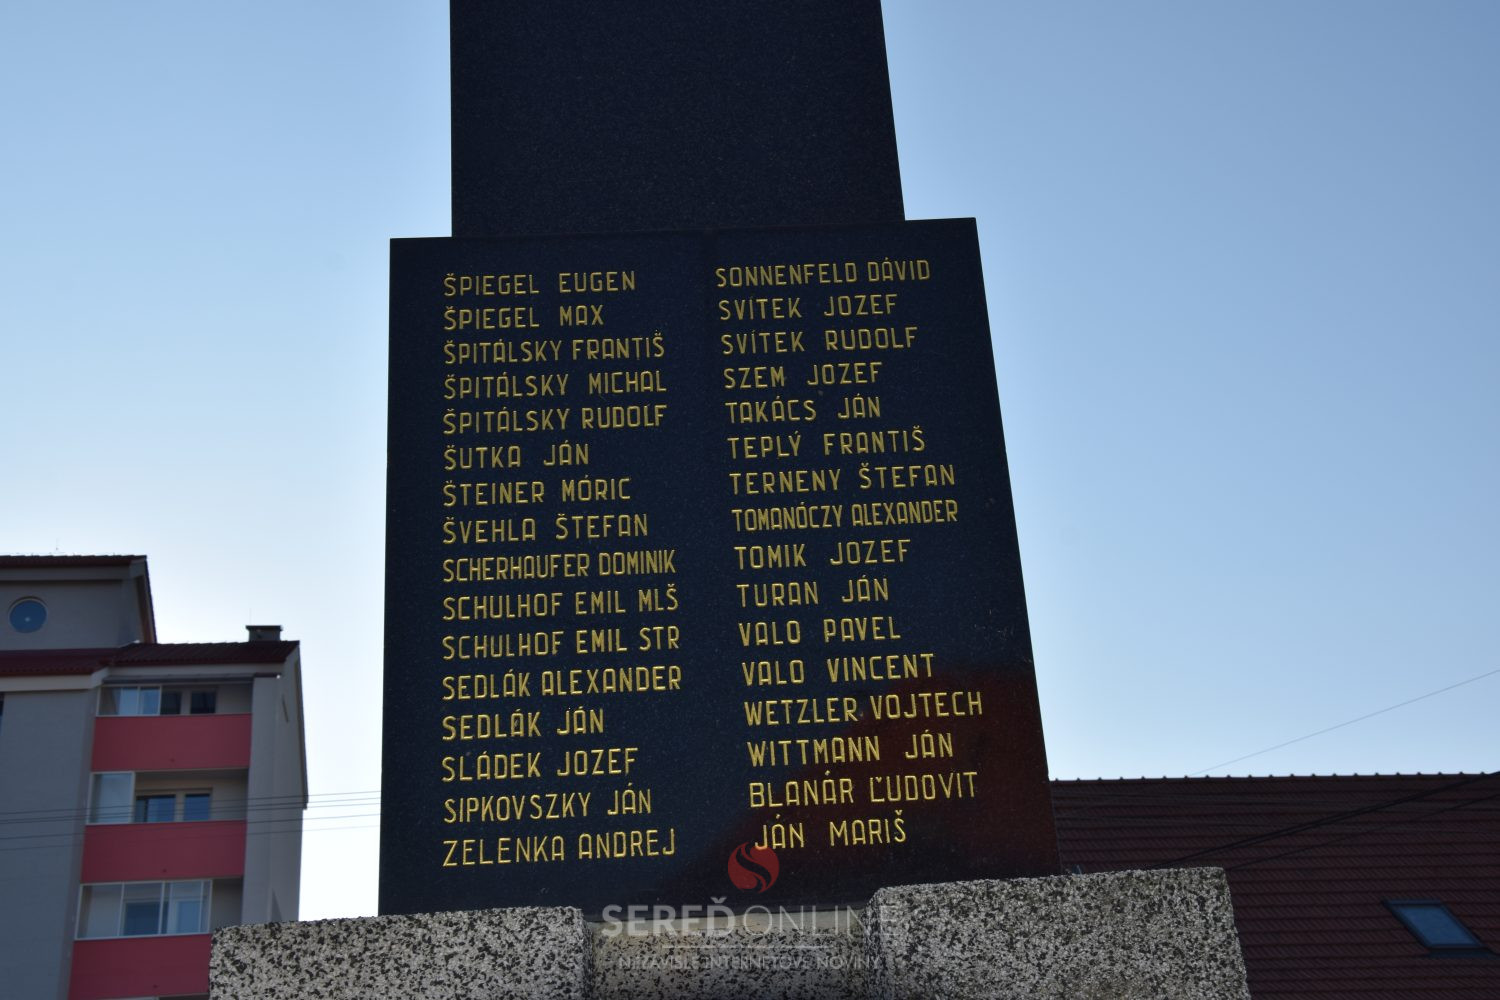 ŠPIEGEL EUGEN
ŠPIEGEL MAX
ŠPITÁLSKY FRANTIŠ
ŠPITÁLSKY MICHAL
ŠPITÁLSKY RUDOLF
ŠUTKA JÁN
ŠTEINER MÓRIC
ŠVEHLA ŠTEFAN
SCHERHAUFER DOMINIK
SCHULHOF EMIL MLŠ
SCHULHOF EMIL STR
SEDLÁK ALEXANDER
SEDLÁK JÁN
SLÁDEK JOZEF
SIPKOVSZKY JÁN
ZELENKA ANDREJ
SONNENFELD DÁVID
SVÍTEK JOZEF
SVÍTEK RUDOLF
SZEM JOZEF
TAKÁCS JÁN
TEPLÝ FRANTIŠ
TERNENY ŠTEFAN
TOMANÓCZY ALEXANDER
TOMIK JOZEF
TURAN JÁN
VALO PAVEL
VALO VINCENT
WETZLER VOJTECH
WITTMANN JÁN
BLANÁR ĽUDOVIT
JÁN MARIŠ
SEREĎONLINE
NEZÁVISLÉ INTERNETOVÉ NOVINY